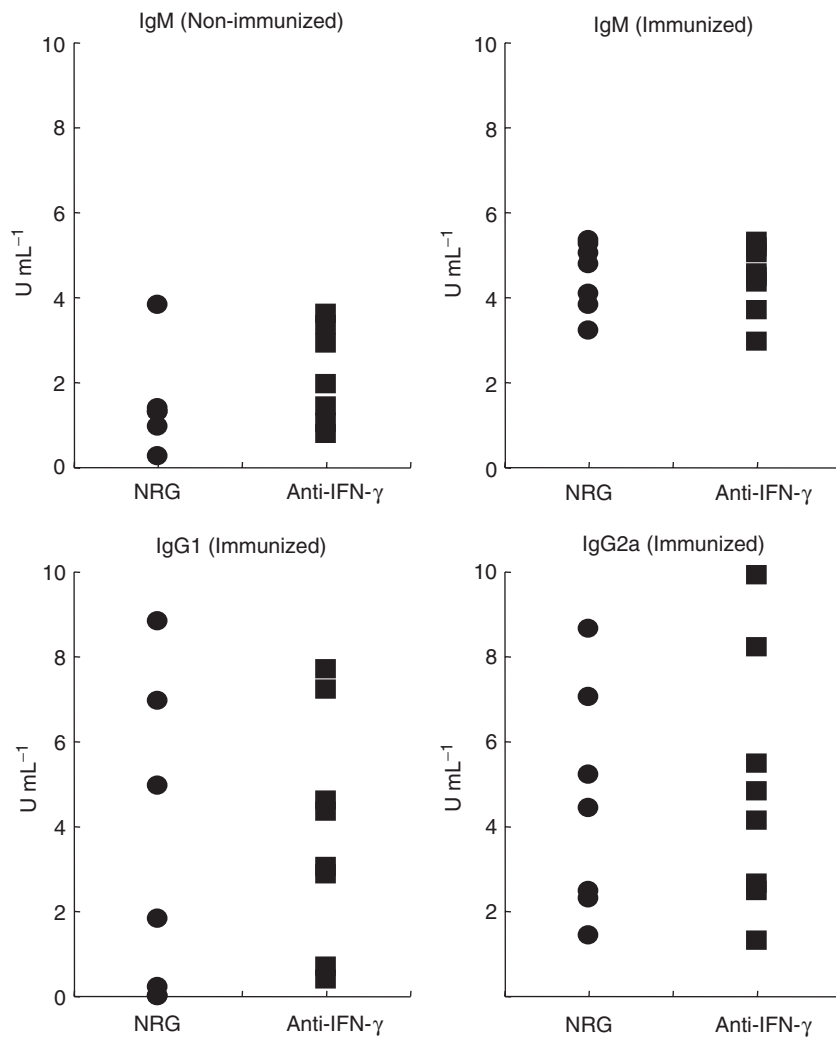 IgM (Non-immunized)
10
8
6
4
2
0
U mL⁻¹
NRG
Anti-IFN-γ
IgM (Immunized)
10
8
6
4
2
0
U mL⁻¹
NRG
Anti-IFN-γ
IgG1 (Immunized)
10
8
6
4
2
0
U mL⁻¹
NRG
Anti-IFN-γ
IgG2a (Immunized)
10
8
6
4
2
U mL⁻¹
NRG
Anti-IFN-γ